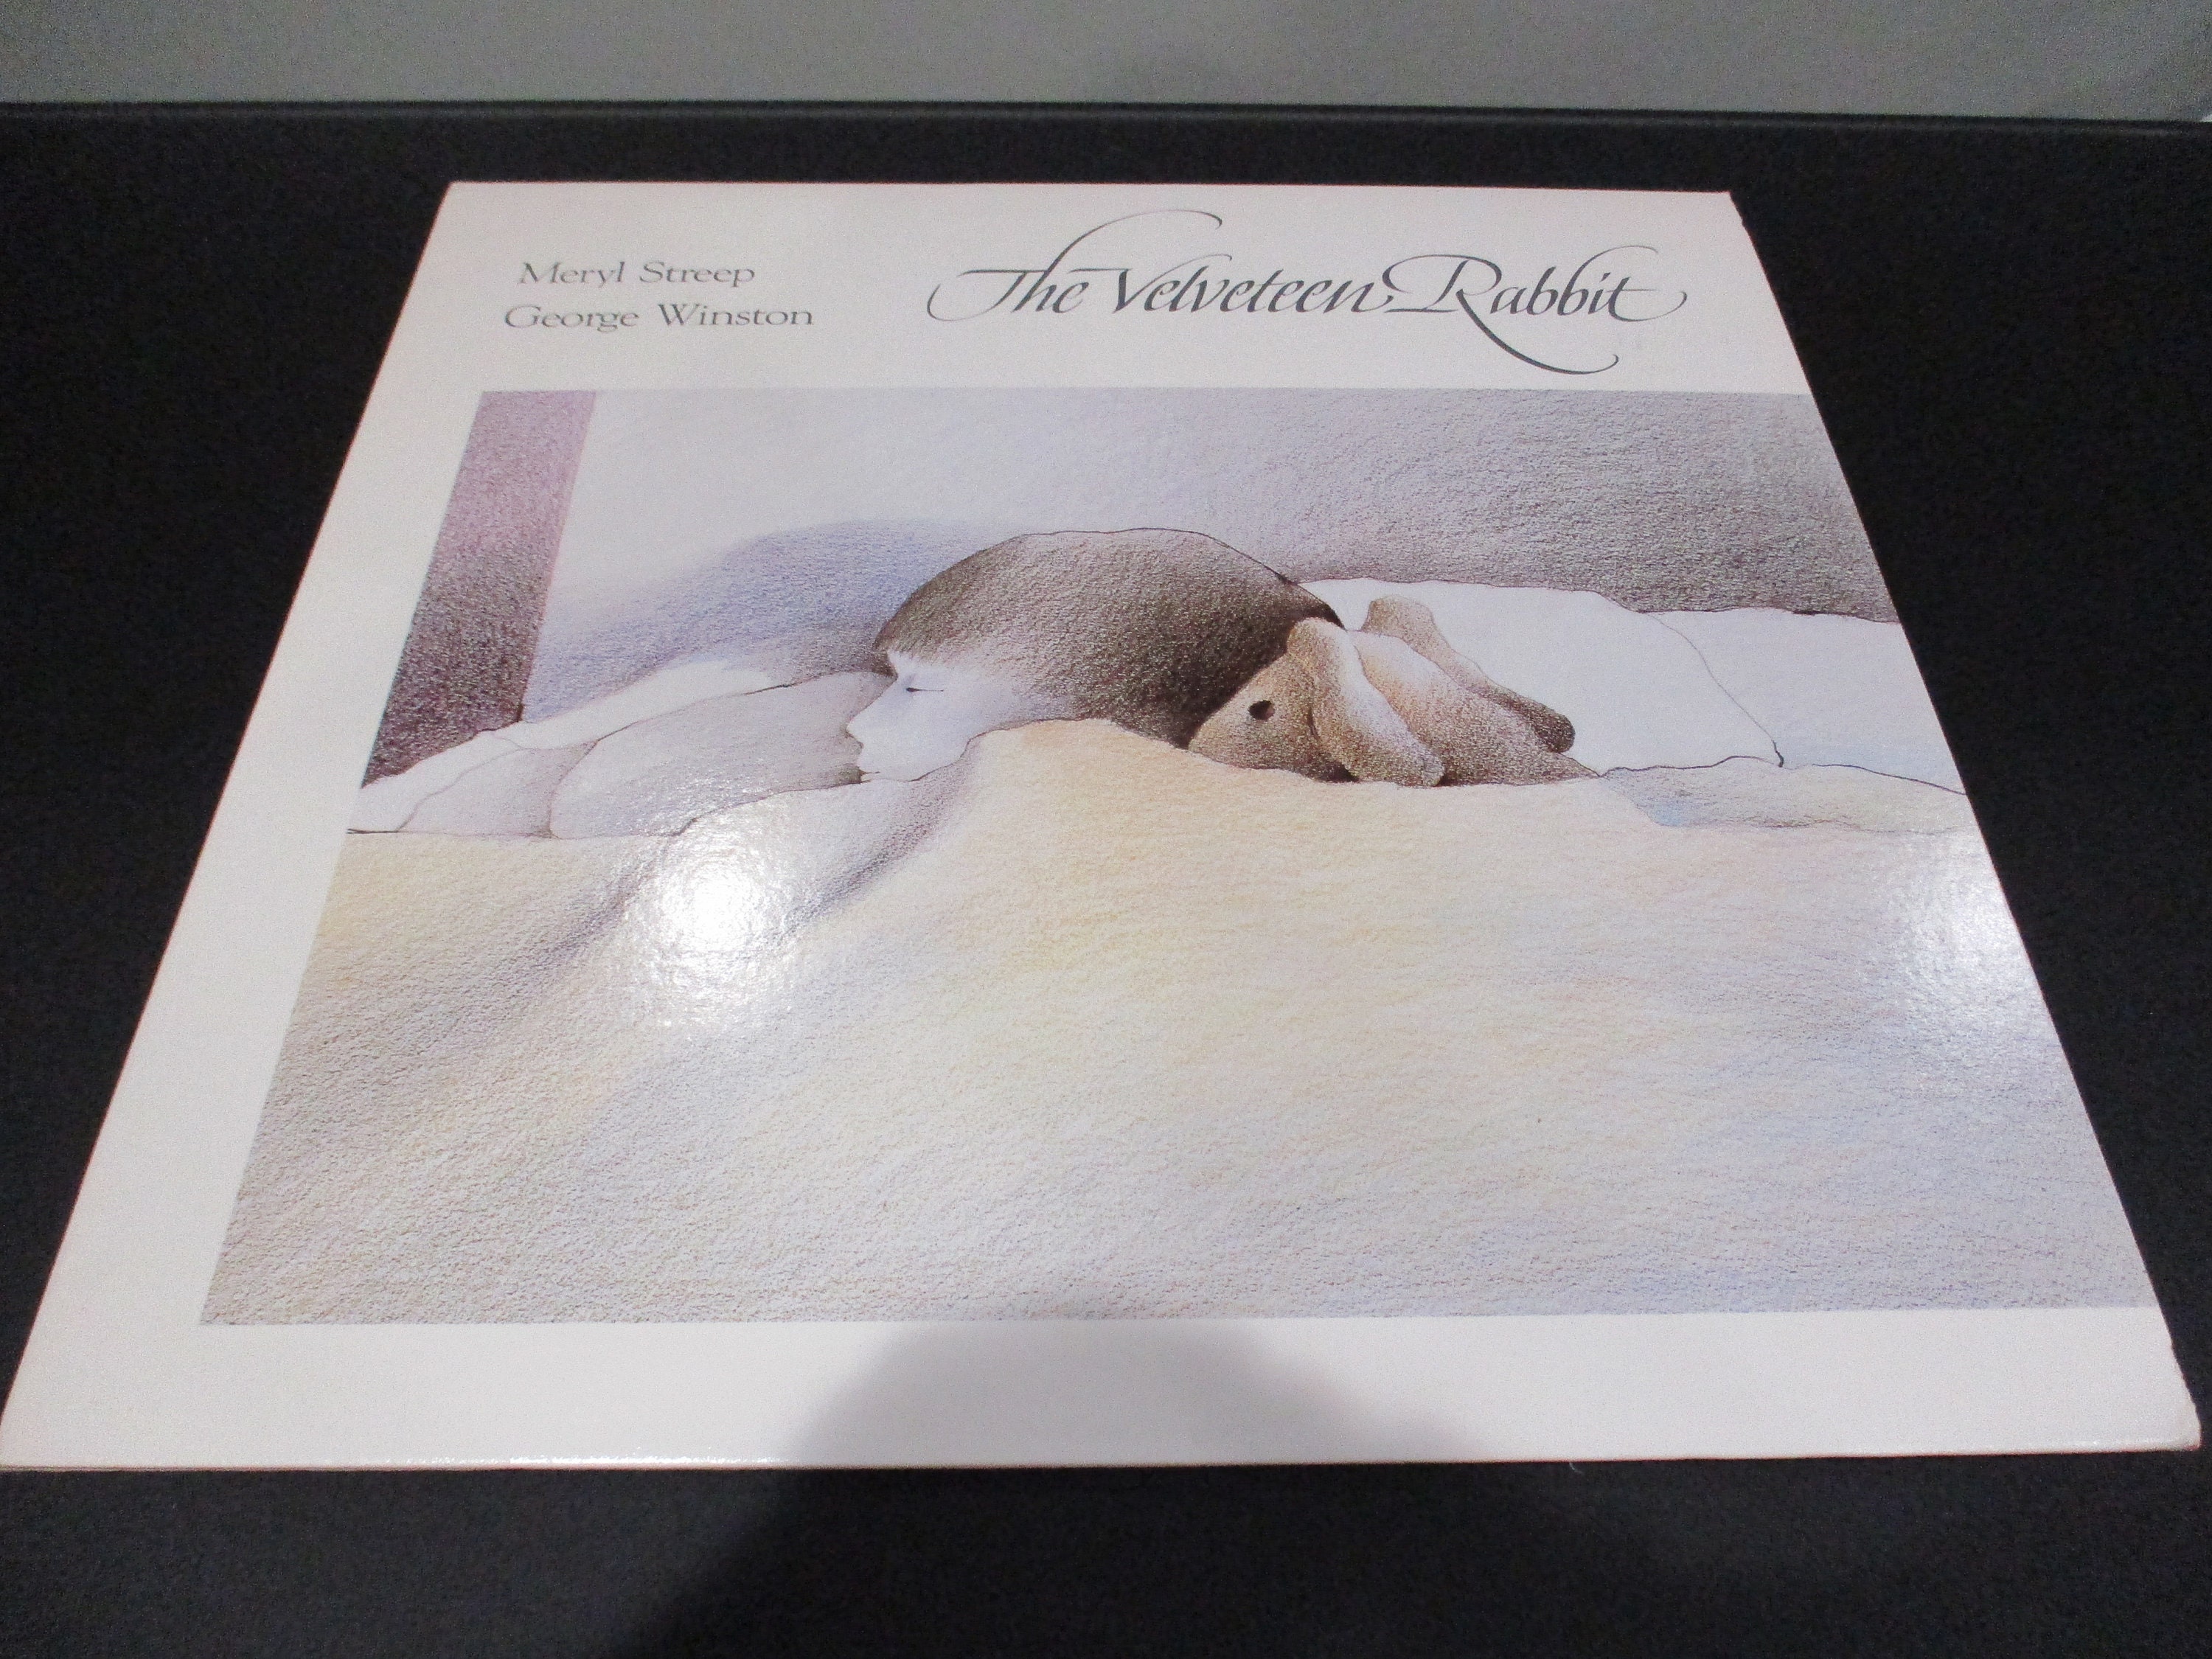 Meryl Streep
George Winston
The Velveteen Rabbit